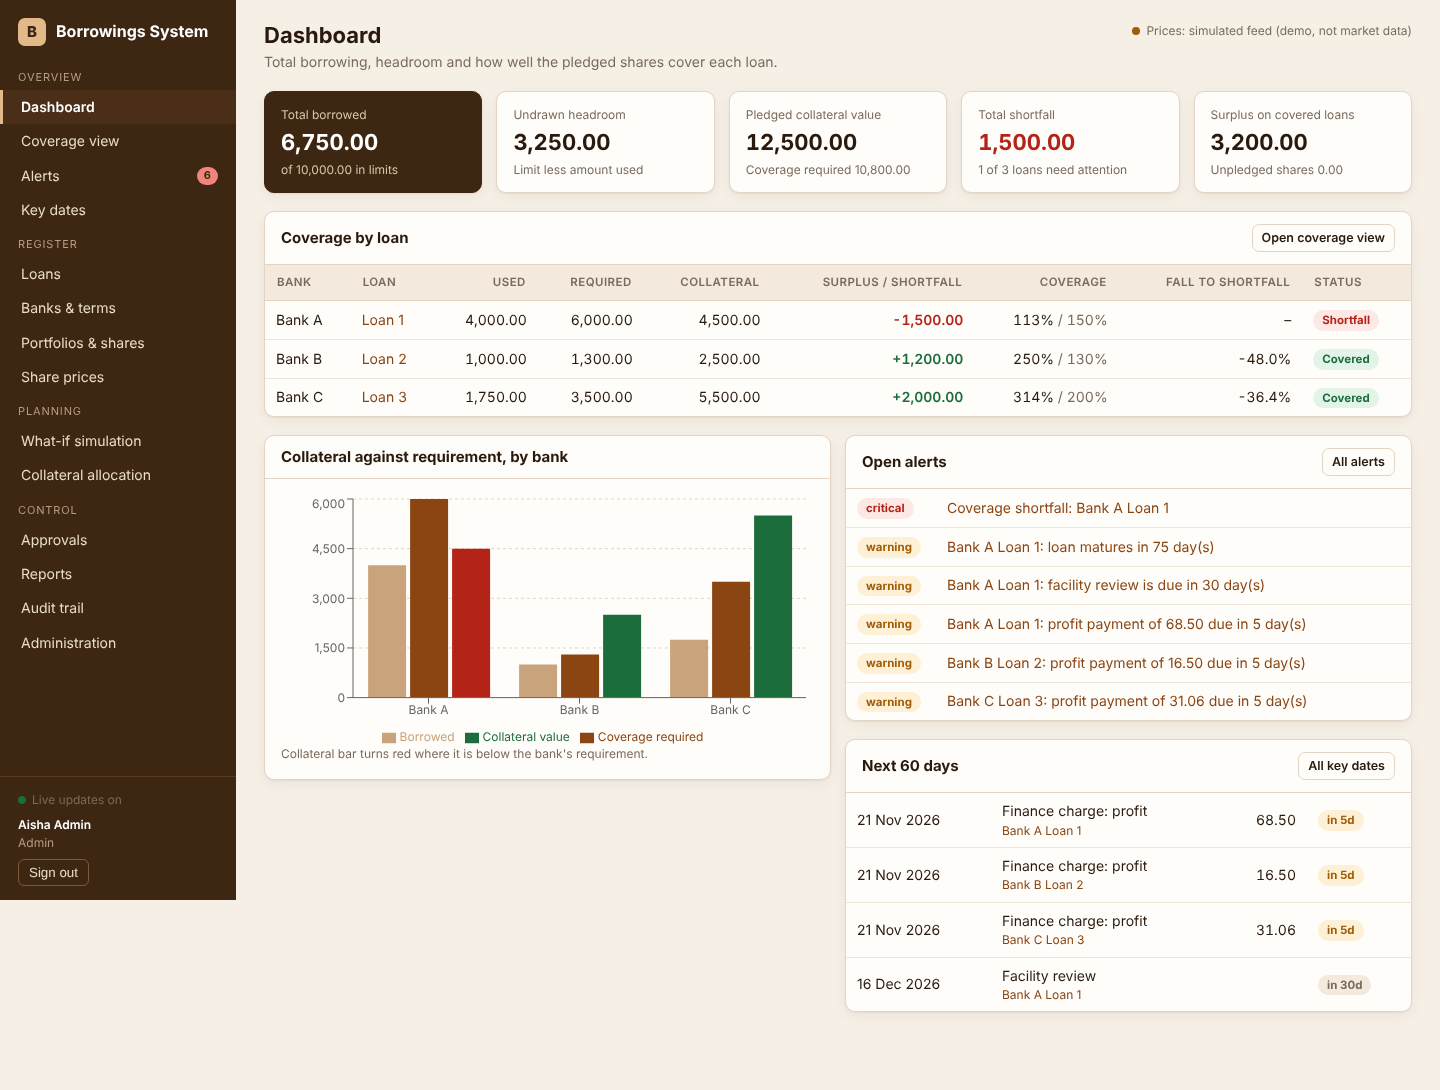 B Borrowings System
OVERVIEW
Dashboard
Coverage view
Alerts 6
Key dates
REGISTER
Loans
Banks & terms
Portfolios & shares
Share prices
PLANNING
What-if simulation
Collateral allocation
CONTROL
Approvals
Reports
Audit trail
Administration
Live updates on
Aisha Admin
Admin
Sign out
Dashboard
Total borrowing, headroom and how well the pledged shares cover each loan.
Prices: simulated feed (demo, not market data)
Total borrowed
6,750.00
of 10,000.00 in limits
Undrawn headroom
3,250.00
Limit less amount used
Pledged collateral value
12,500.00
Coverage required 10,800.00
Total shortfall
1,500.00
1 of 3 loans need attention
Surplus on covered loans
3,200.00
Unpledged shares 0.00
Coverage by loan
Open coverage view
BANK LOAN USED REQUIRED COLLATERAL SURPLUS / SHORTFALL COVERAGE FALL TO SHORTFALL STATUS
Bank A Loan 1 4,000.00 6,000.00 4,500.00 -1,500.00 113% / 150% – Shortfall
Bank B Loan 2 1,000.00 1,300.00 2,500.00 +1,200.00 250% / 130% -48.0% Covered
Bank C Loan 3 1,750.00 3,500.00 5,500.00 +2,000.00 314% / 200% -36.4% Covered
Collateral against requirement, by bank
6,000
4,500
3,000
1,500
0
Bank A Bank B Bank C
Borrowed Collateral value Coverage required
Collateral bar turns red where it is below the bank's requirement.
Open alerts
All alerts
critical Coverage shortfall: Bank A Loan 1
warning Bank A Loan 1: loan matures in 75 day(s)
warning Bank A Loan 1: facility review is due in 30 day(s)
warning Bank A Loan 1: profit payment of 68.50 due in 5 day(s)
warning Bank B Loan 2: profit payment of 16.50 due in 5 day(s)
warning Bank C Loan 3: profit payment of 31.06 due in 5 day(s)
Next 60 days
All key dates
21 Nov 2026 Finance charge: profit 68.50 in 5d
Bank A Loan 1
21 Nov 2026 Finance charge: profit 16.50 in 5d
Bank B Loan 2
21 Nov 2026 Finance charge: profit 31.06 in 5d
Bank C Loan 3
16 Dec 2026 Facility review in 30d
Bank A Loan 1